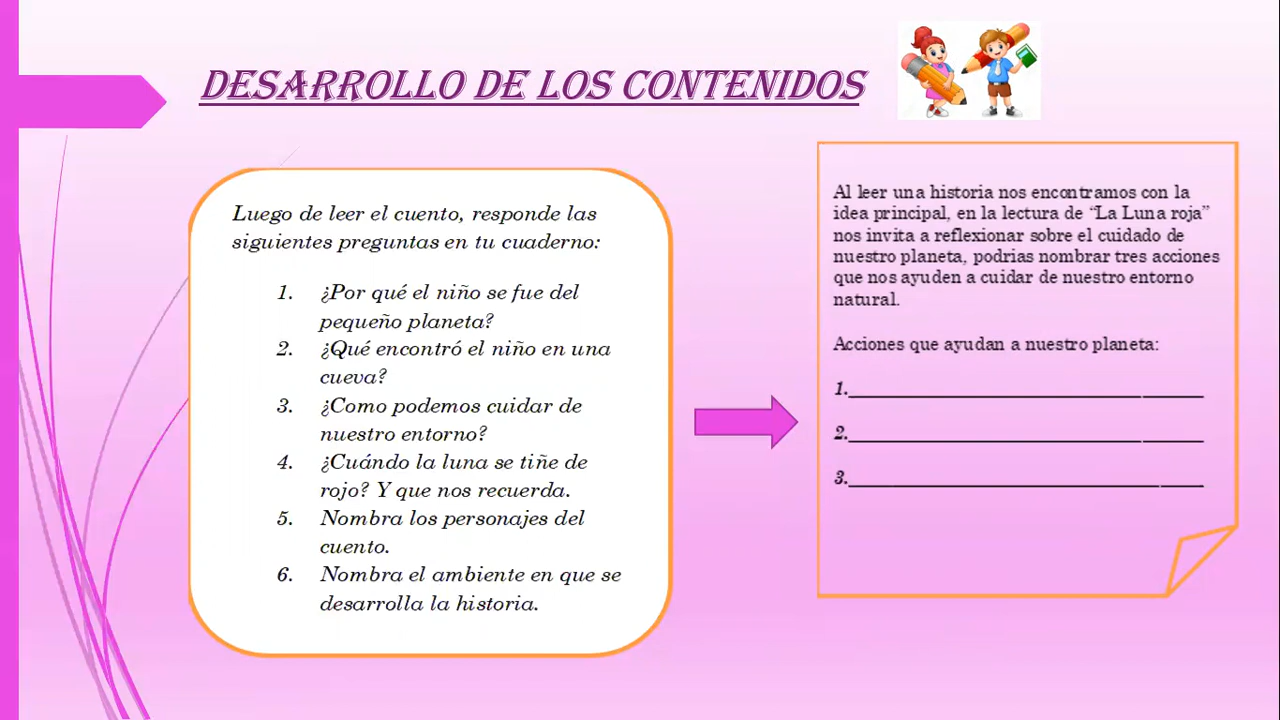 DESARROLLO DE LOS CONTENIDOS
Luego de leer el cuento, responde las
siguientes preguntas en tu cuaderno:
1. ¿Por qué el niño se fue del
pequeño planeta?
2. ¿Qué encontró el niño en una
cueva?
3. ¿Como podemos cuidar de
nuestro entorno?
4. ¿Cuándo la luna se tiñe de
rojo? Y que nos recuerda.
5. Nombra los personajes del
cuento.
6. Nombra el ambiente en que se
desarrolla la historia.
Al leer una historia nos encontramos con la
idea principal, en la lectura de “La Luna roja”
nos invita a reflexionar sobre el cuidado de
nuestro planeta, podrias nombrar tres acciones
que nos ayuden a cuidar de nuestro entorno
natural.
Acciones que ayudan a nuestro planeta:
1.____________________________________
2.____________________________________
3.____________________________________